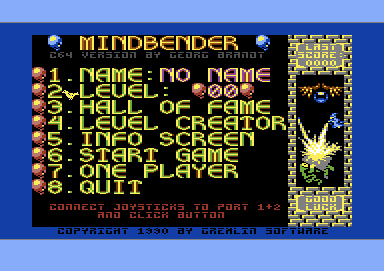 MINDBENDER
C64 VERSION BY GEORG BRANDT
1. NAME: NO NAME
2. LEVEL: 00
3. HALL OF FAME
4. LEVEL CREATOR
5. INFO SCREEN
6. START GAME
7. ONE PLAYER
8. QUIT
CONNECT JOYSTICKS TO PORT 1+2
AND CLICK BUTTON
COPYRIGHT 1990 BY GREMLIN SOFTWARE
LAST
SCORE:
0000
GOOD
LUCK